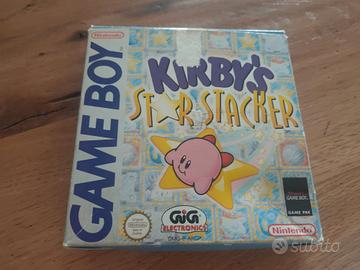 Nintendo
GAME BOY
KIRBY'S
STAR STACKER
GIG
ELECTRONICS
GAME BOY
GAME PAK
Nintendo
subito